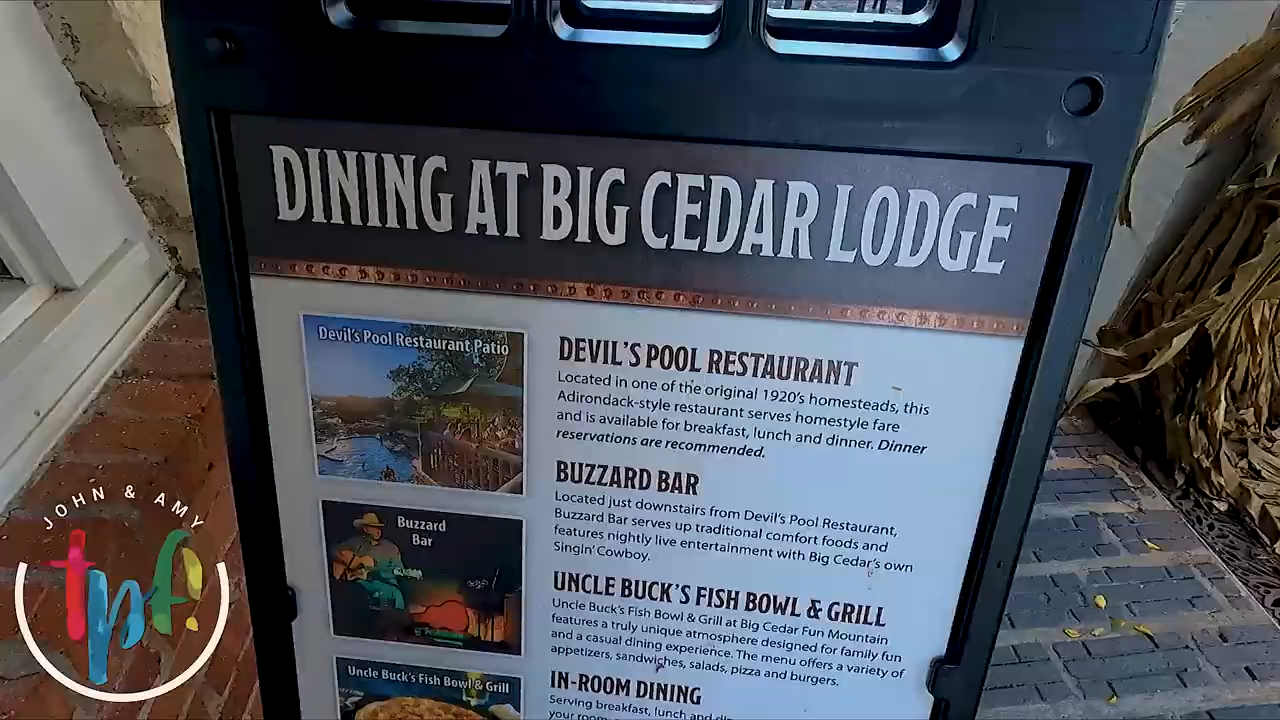 DINING AT BIG CEDAR LODGE
Devil's Pool Restaurant Patio
DEVIL'S POOL RESTAURANT
Located in one of the original 1920's homesteads, this
Adirondack-style restaurant serves homestyle fare
and is available for breakfast, lunch and dinner. Dinner
reservations are recommended.
Buzzard
Bar
BUZZARD BAR
Located just downstairs from Devil's Pool Restaurant,
Buzzard Bar serves up traditional comfort foods and
features nightly live entertainment with Big Cedar's own
Singin' Cowboy.
Uncle Buck's Fish Bowl & Grill
UNCLE BUCK'S FISH BOWL & GRILL
Uncle Buck's Fish Bowl & Grill at Big Cedar Fun Mountain
features a truly unique atmosphere designed for family fun
and a casual dining experience. The menu offers a variety of
appetizers, sandwiches, salads, pizza and burgers.
IN-ROOM DINING
Serving breakfast, lunch and
your room
JOHN & AMY
tpf!